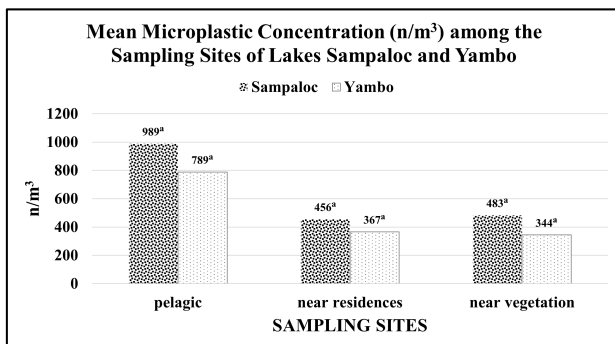 Mean Microplastic Concentration (n/m³) among the
Sampling Sites of Lakes Sampaloc and Yambo
Sampaloc Yambo
1200
1000
800
600
400
200
0
n/m³
989ᵃ
789ᵃ
456ᵃ
367ᵃ
483ᵃ
344ᵃ
pelagic near residences near vegetation
SAMPLING SITES